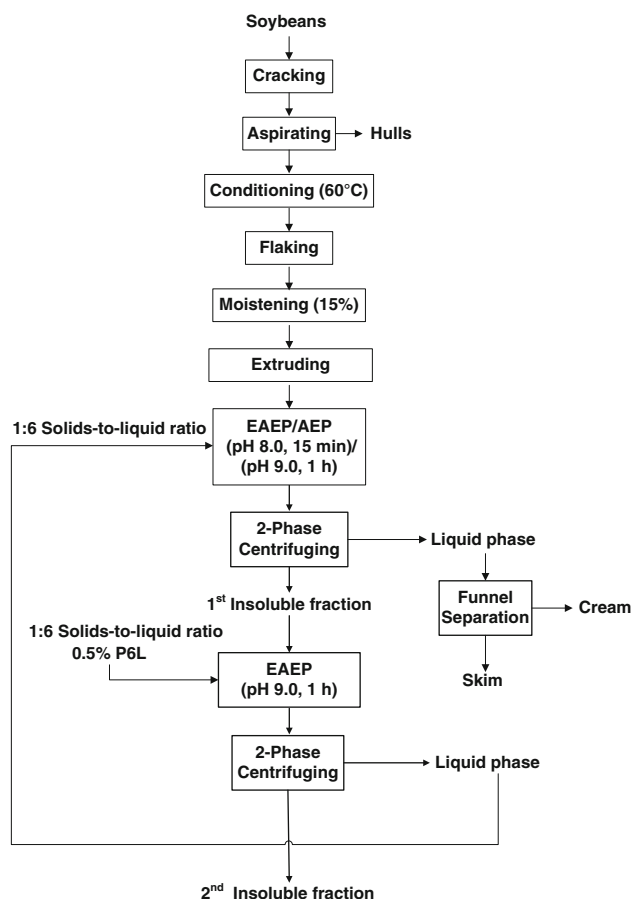 Soybeans
Cracking
Aspirating
Hulls
Conditioning (60°C)
Flaking
Moistening (15%)
Extruding
1:6 Solids-to-liquid ratio
EAEP/AEP
(pH 8.0, 15 min)/
(pH 9.0, 1 h)
2-Phase
Centrifuging
Liquid phase
Funnel
Separation
Cream
Skim
1st Insoluble fraction
1:6 Solids-to-liquid ratio
0.5% P6L
EAEP
(pH 9.0, 1 h)
2-Phase
Centrifuging
Liquid phase
2nd Insoluble fraction